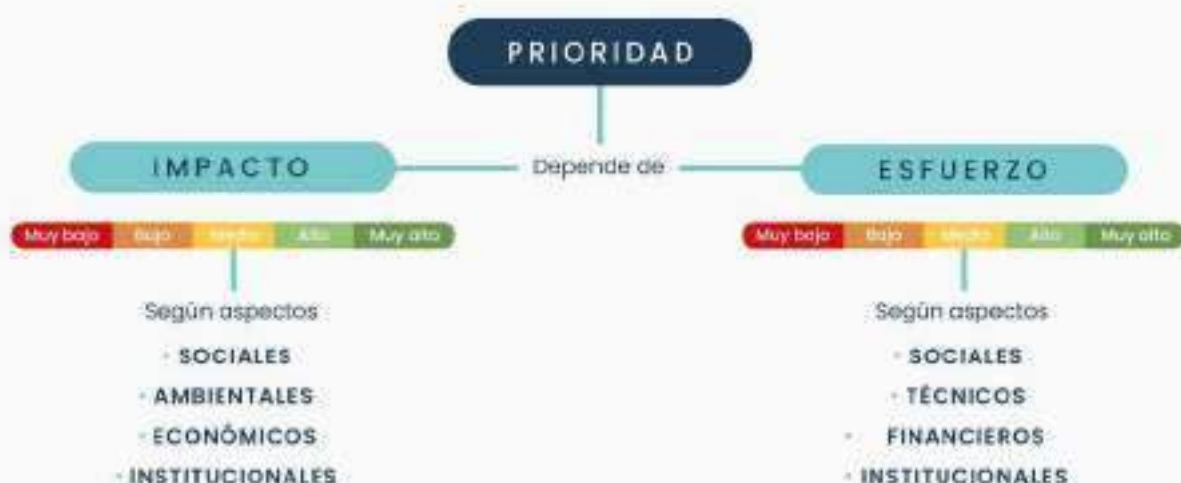 PRIORIDAD
IMPACTO
Depende de
ESFUERZO
Muy bajo Bajo Medio Alto Muy alto
Muy bajo Bajo Medio Alto Muy alto
Según aspectos
· SOCIALES
· AMBIENTALES
· ECONÓMICOS
· INSTITUCIONALES
Según aspectos
· SOCIALES
· TÉCNICOS
· FINANCIEROS
· INSTITUCIONALES